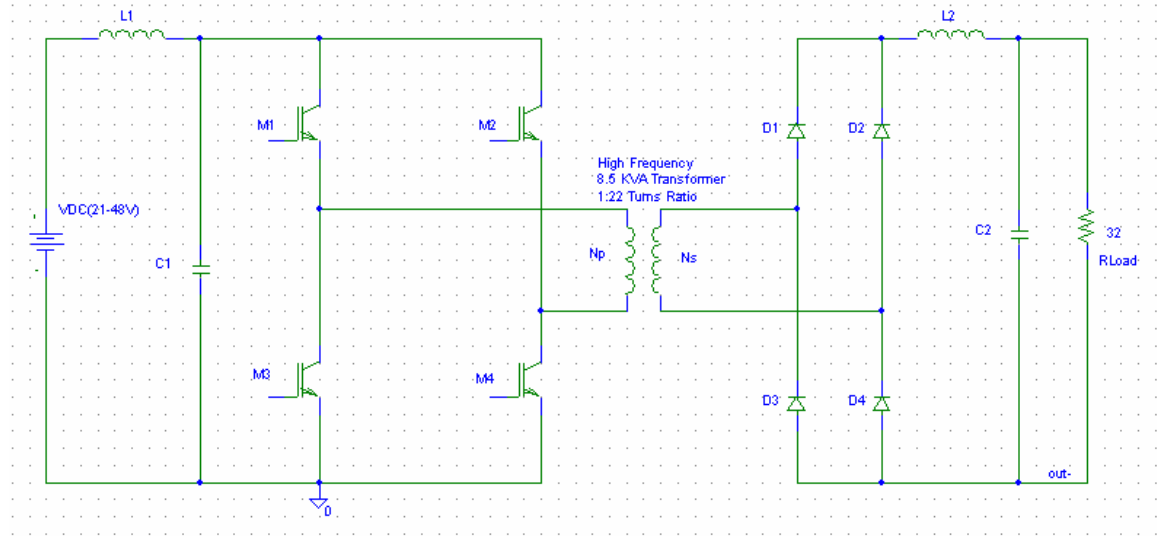 L1
L2
M1
M2
D1
D2
High Frequency
8.5 KVA Transformer
1:22 Turns Ratio
VDC(21-48V)
C1
Np
Ns
C2
32
RLoad
M3
M4
D3
D4
out-
0